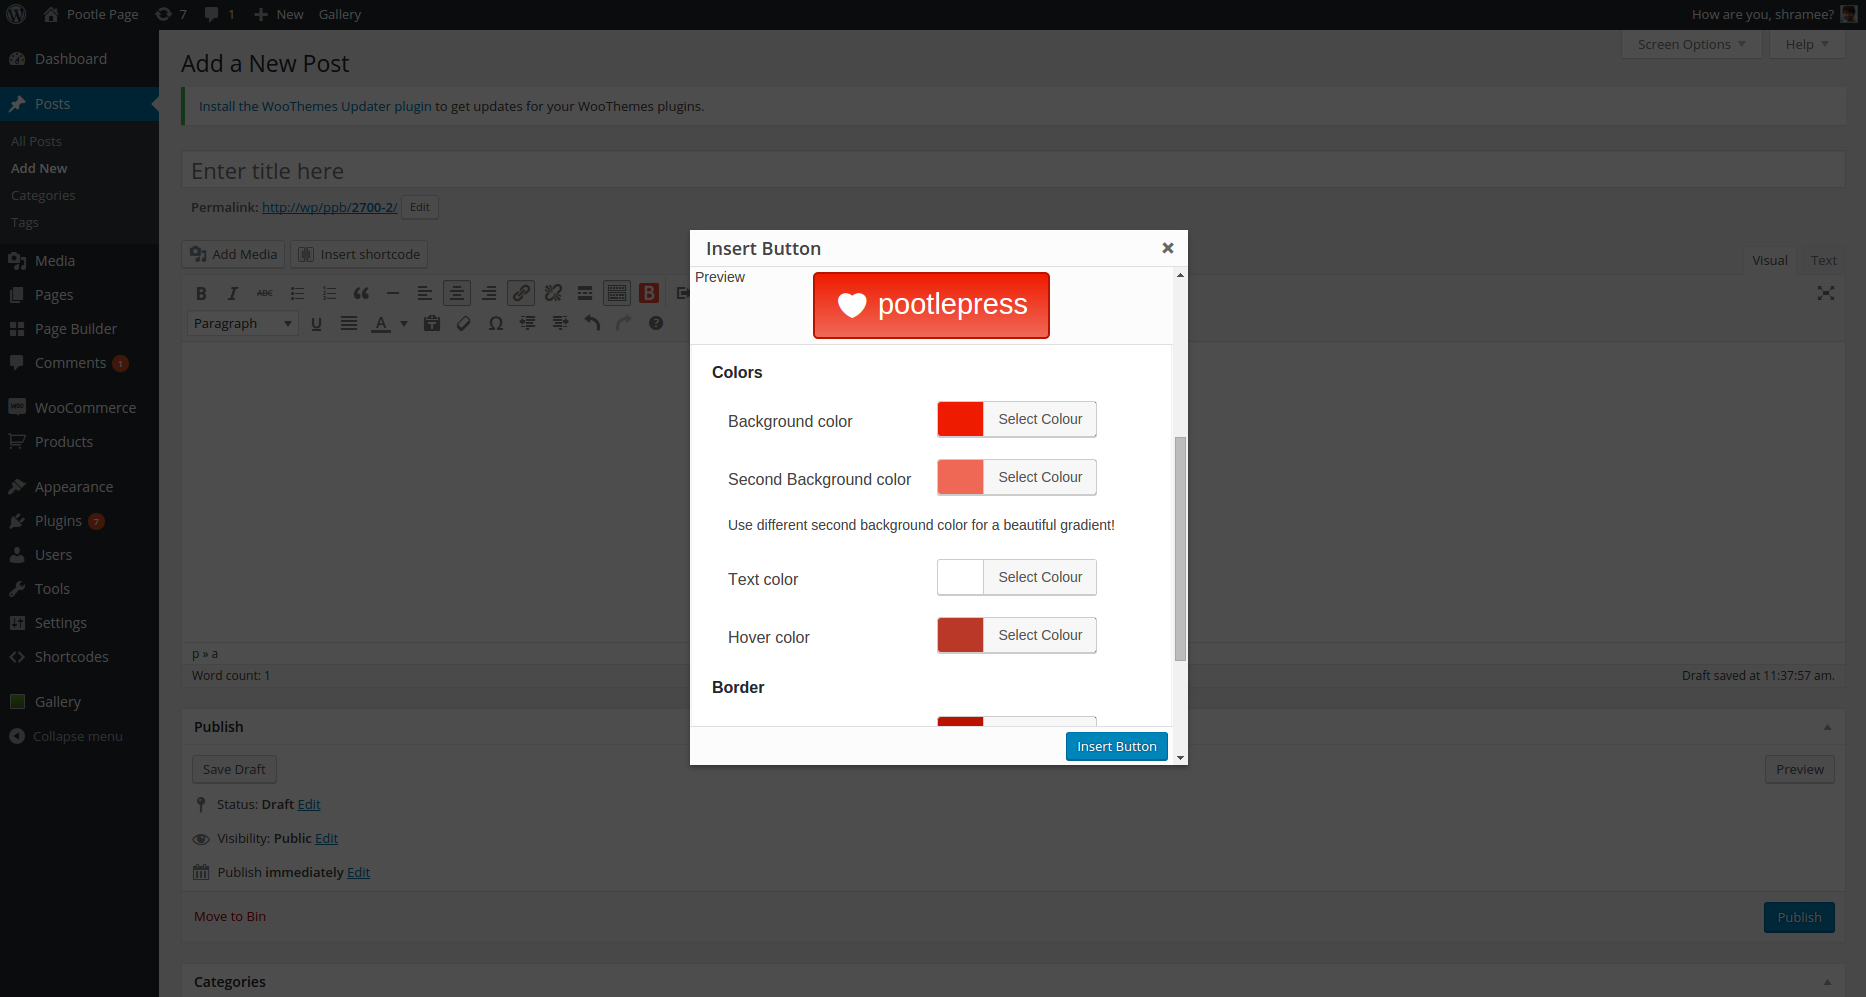 Pootle Page 7 1 New Gallery How are you, shramee?
Dashboard
Posts
All Posts
Add New
Categories
Tags
Media
Pages
Page Builder
Comments 1
WooCommerce
Products
Appearance
Plugins 7
Users
Tools
Settings
Shortcodes
Gallery
Collapse menu
Screen Options Help
Add a New Post
Install the WooThemes Updater plugin to get updates for your WooThemes plugins.
Enter title here
Permalink: http://wp/ppb/2700-2/ Edit
Add Media Insert shortcode
Visual Text
B I ABC B
Paragraph U A Ω ?
p » a
Word count: 1 Draft saved at 11:37:57 am.
Publish
Save Draft Preview
Status: Draft Edit
Visibility: Public Edit
Publish immediately Edit
Move to Bin Publish
Categories
Insert Button
Preview
pootlepress
Colors
Background color Select Colour
Second Background color Select Colour
Use different second background color for a beautiful gradient!
Text color Select Colour
Hover color Select Colour
Border
Insert Button